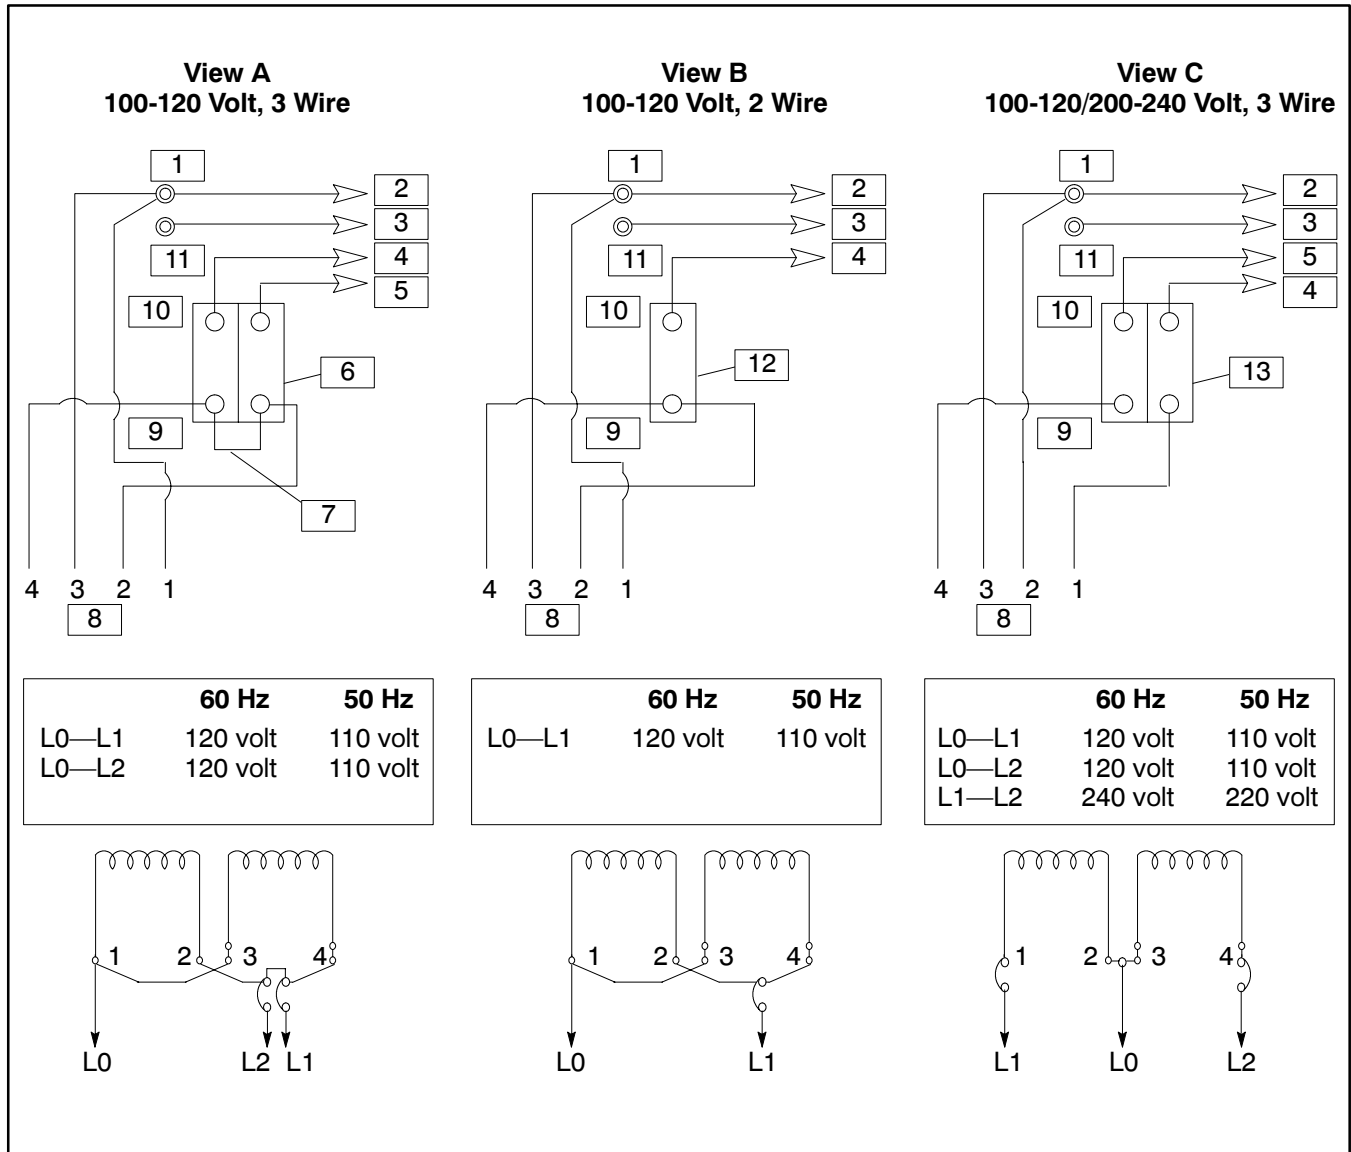 View A
100-120 Volt, 3 Wire
1
2
3
11
4
5
10
6
9
7
4 3 2 1
8
60 Hz 50 Hz
L0—L1 120 volt 110 volt
L0—L2 120 volt 110 volt
1 2 3 4
L0 L2 L1
View B
100-120 Volt, 2 Wire
1
2
3
11
4
10
12
9
4 3 2 1
8
60 Hz 50 Hz
L0—L1 120 volt 110 volt
1 2 3 4
L0 L1
View C
100-120/200-240 Volt, 3 Wire
1
2
3
11
5
4
10
13
9
4 3 2 1
8
60 Hz 50 Hz
L0—L1 120 volt 110 volt
L0—L2 120 volt 110 volt
L1—L2 240 volt 220 volt
1 2 3 4
L1 L0 L2